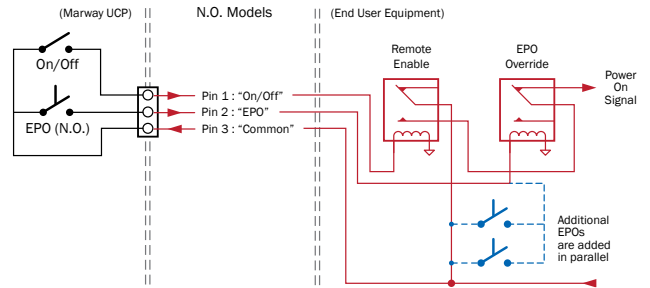 (Marway UCP)
N.O. Models
(End User Equipment)
On/Off
EPO (N.O.)
Pin 1 : “On/Off”
Pin 2 : “EPO”
Pin 3 : “Common”
Remote
Enable
EPO
Override
Power
On
Signal
Additional
EPOs
are added
in parallel